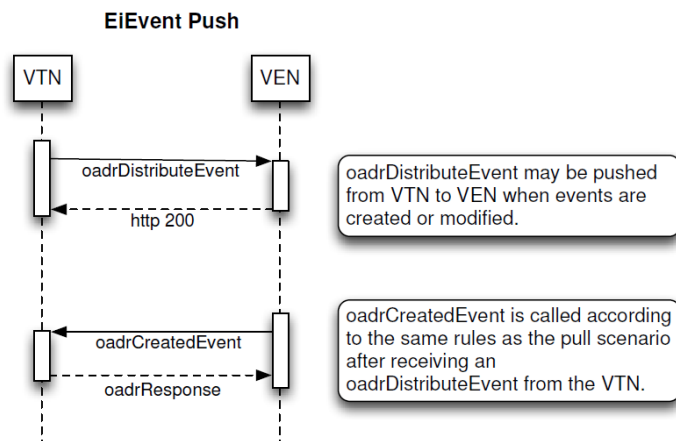 EiEvent Push
VTN
VEN
oadrDistributeEvent
http 200
oadrDistributeEvent may be pushed
from VTN to VEN when events are
created or modified.
oadrCreatedEvent
oadrResponse
oadrCreatedEvent is called according
to the same rules as the pull scenario
after receiving an
oadrDistributeEvent from the VTN.